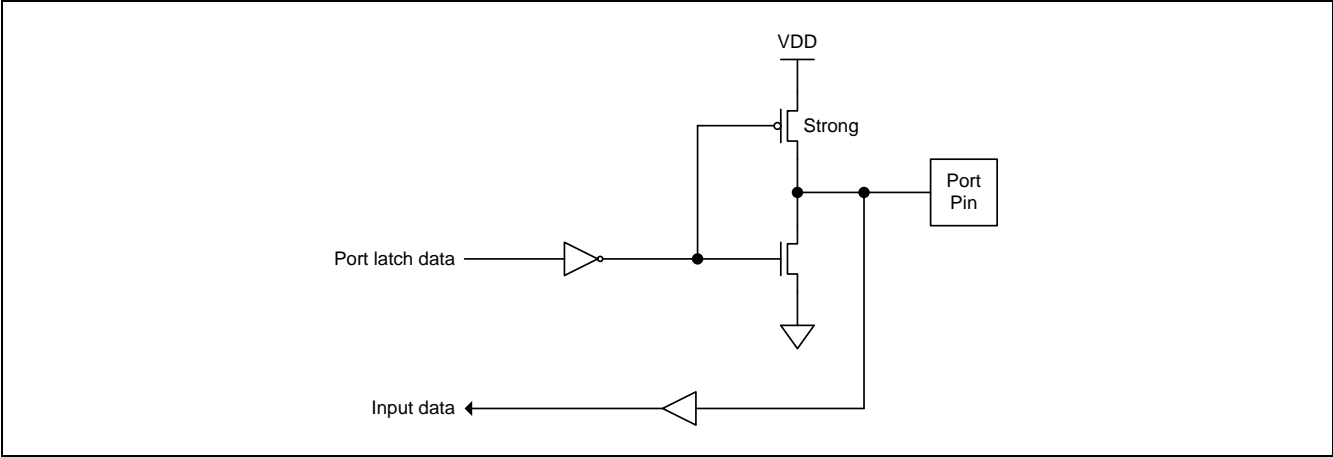 VDD
Strong
Port
Pin
Port latch data
Input data